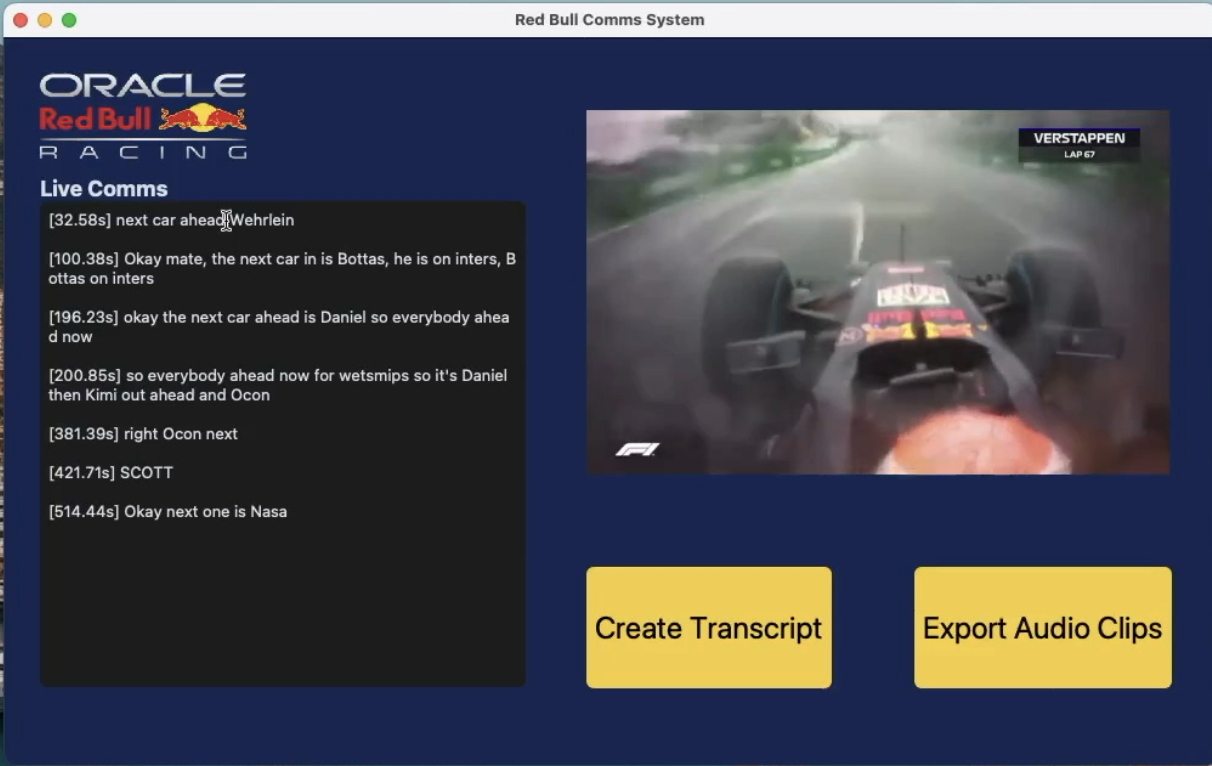 Red Bull Comms System
ORACLE
Red Bull
RACING
Live Comms
[32.58s] next car ahead Wehrlein
[100.38s] Okay mate, the next car in is Bottas, he is on inters, B
ottas on inters
[196.23s] okay the next car ahead is Daniel so everybody ahea
d now
[200.85s] so everybody ahead now for wetsmips so it's Daniel
then Kimi out ahead and Ocon
[381.39s] right Ocon next
[421.71s] SCOTT
[514.44s] Okay next one is Nasa
VERSTAPPEN
LAP 67
F1
Create Transcript
Export Audio Clips